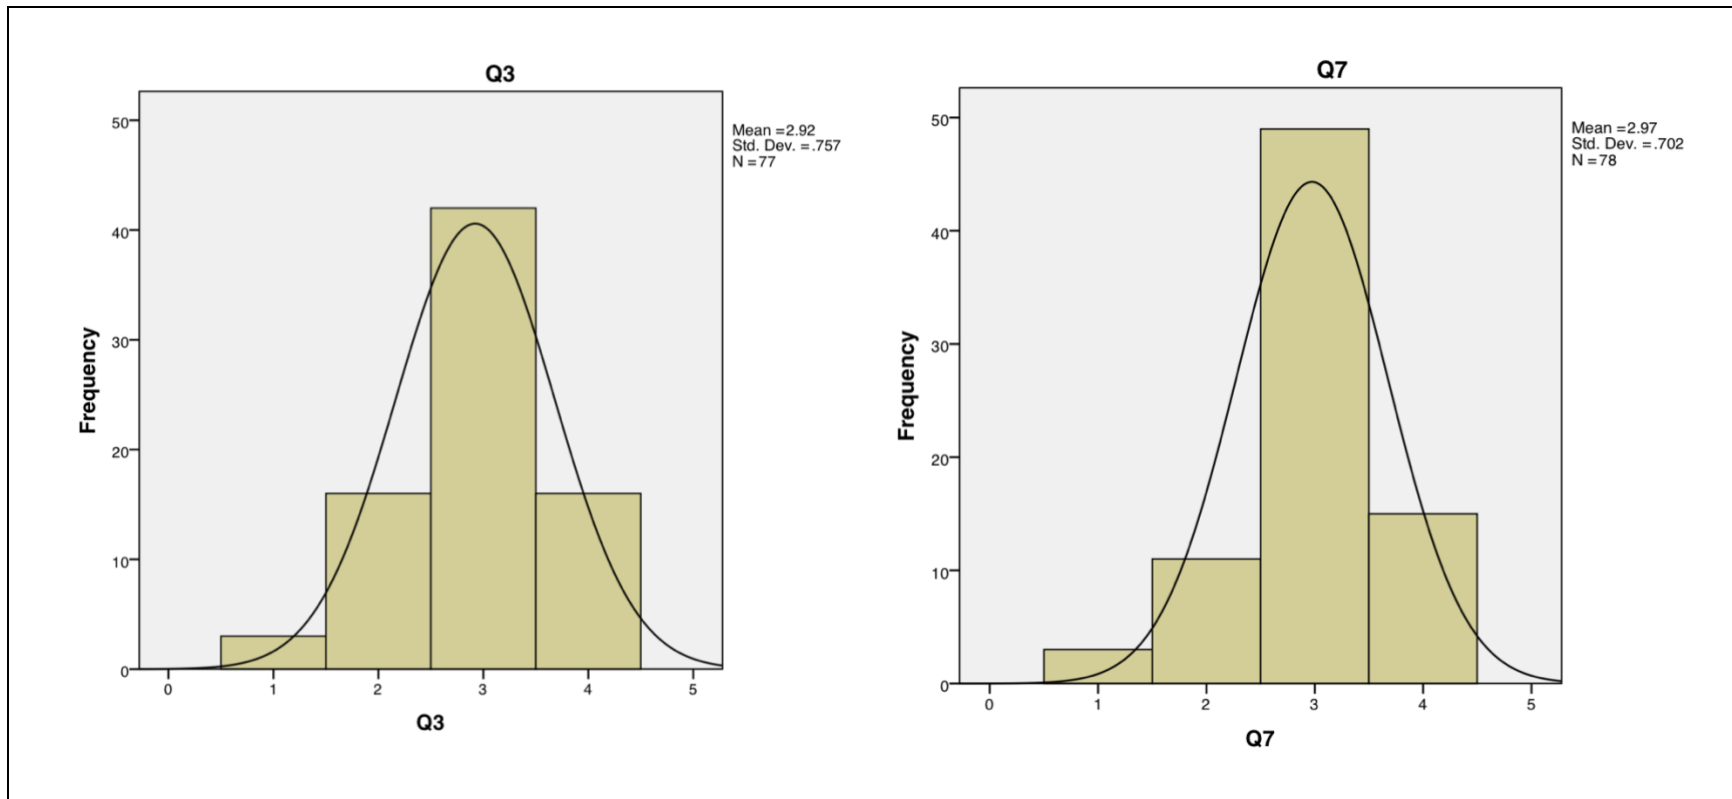 Q3
Mean =2.92
Std. Dev. =.757
N =77
50
40
30
20
10
0
Frequency
0 1 2 3 4 5
Q3
Q7
Mean =2.97
Std. Dev. =.702
N =78
50
40
30
20
10
0
Frequency
0 1 2 3 4 5
Q7